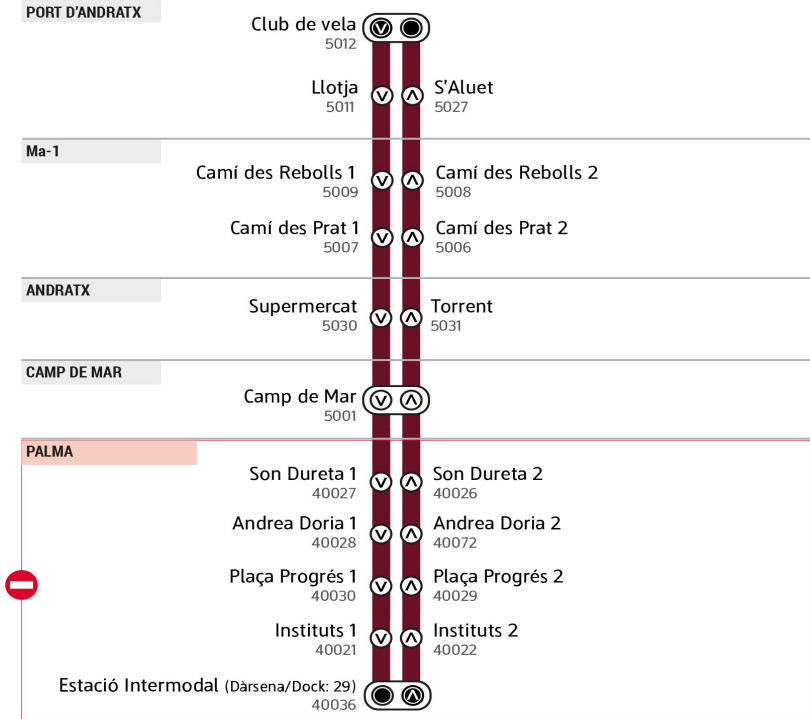 PORT D'ANDRATX
Club de vela
5012
Llotja
5011
S'Aluet
5027
Ma-1
Camí des Rebolls 1
5009
Camí des Rebolls 2
5008
Camí des Prat 1
5007
Camí des Prat 2
5006
ANDRATX
Supermercat
5030
Torrent
5031
CAMP DE MAR
Camp de Mar
5001
PALMA
Son Dureta 1
40027
Son Dureta 2
40026
Andrea Doria 1
40028
Andrea Doria 2
40072
Plaça Progrés 1
40030
Plaça Progrés 2
40029
Instituts 1
40021
Instituts 2
40022
Estació Intermodal (Dàrsena/Dock: 29)
40036